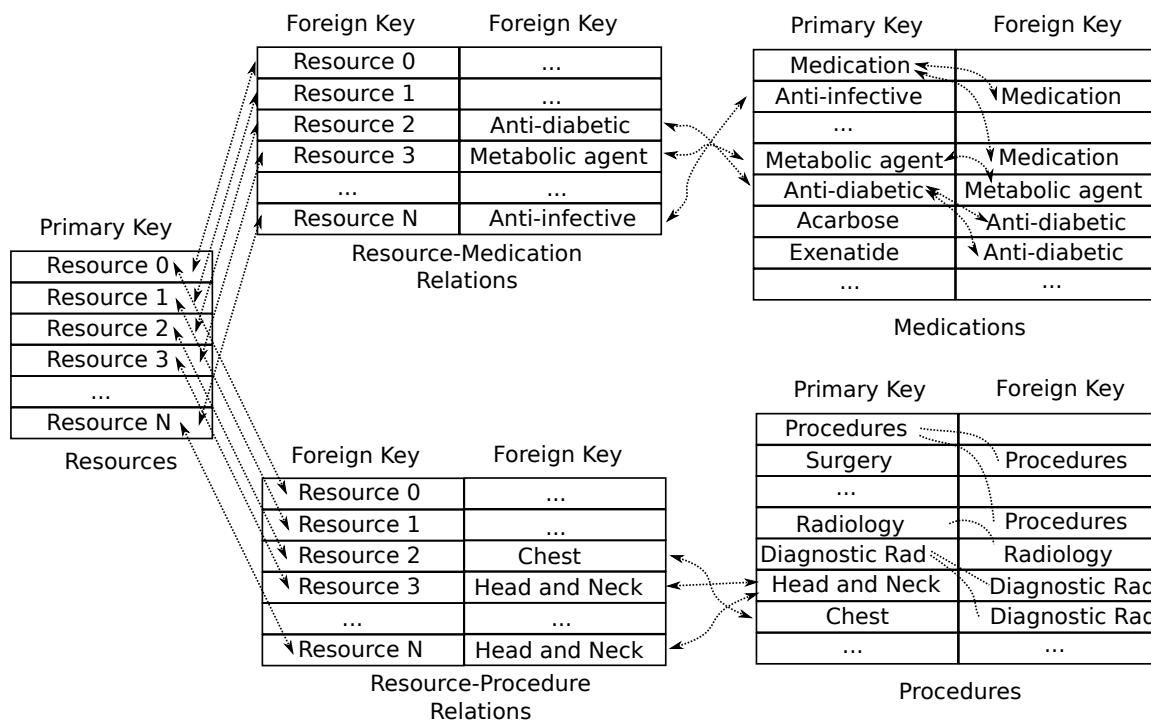 Foreign Key Foreign Key
Resource 0 ...
Resource 1 ...
Resource 2 Anti-diabetic
Resource 3 Metabolic agent
... ...
Resource N Anti-infective
Resource-Medication
Relations
Primary Key Foreign Key
Medication
Anti-infective Medication
...
Metabolic agent Medication
Anti-diabetic Metabolic agent
Acarbose Anti-diabetic
Exenatide Anti-diabetic
... ...
Medications
Primary Key
Resource 0
Resource 1
Resource 2
Resource 3
...
Resource N
Resources
Foreign Key Foreign Key
Resource 0 ...
Resource 1 ...
Resource 2 Chest
Resource 3 Head and Neck
... ...
Resource N Head and Neck
Resource-Procedure
Relations
Primary Key Foreign Key
Procedures
Surgery Procedures
...
Radiology Procedures
Diagnostic Rad Radiology
Head and Neck Diagnostic Rad
Chest Diagnostic Rad
... ...
Procedures